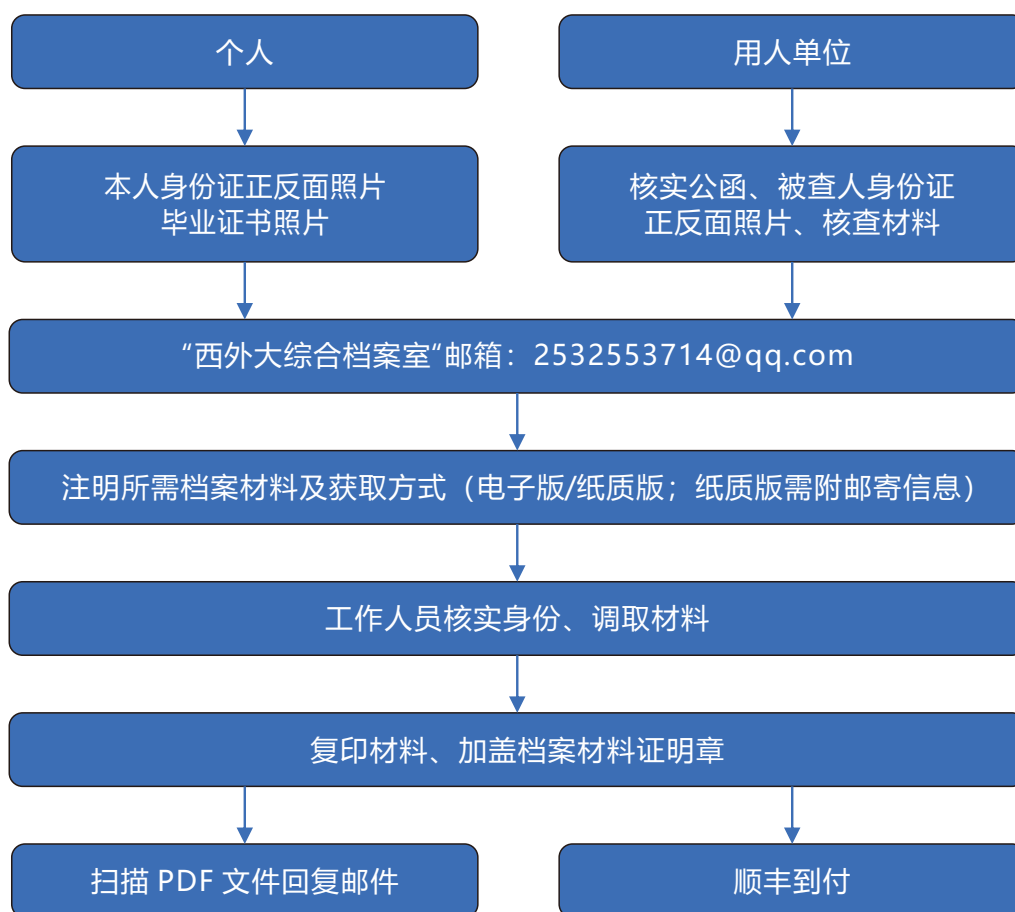 个人
用人单位
本人身份证正反面照片
毕业证书照片
核实公函、被查人身份证
正反面照片、核查材料
“西外大综合档案室“邮箱：2532553714@qq.com
注明所需档案材料及获取方式（电子版/纸质版；纸质版需附邮寄信息）
工作人员核实身份、调取材料
复印材料、加盖档案材料证明章
扫描 PDF 文件回复邮件
顺丰到付